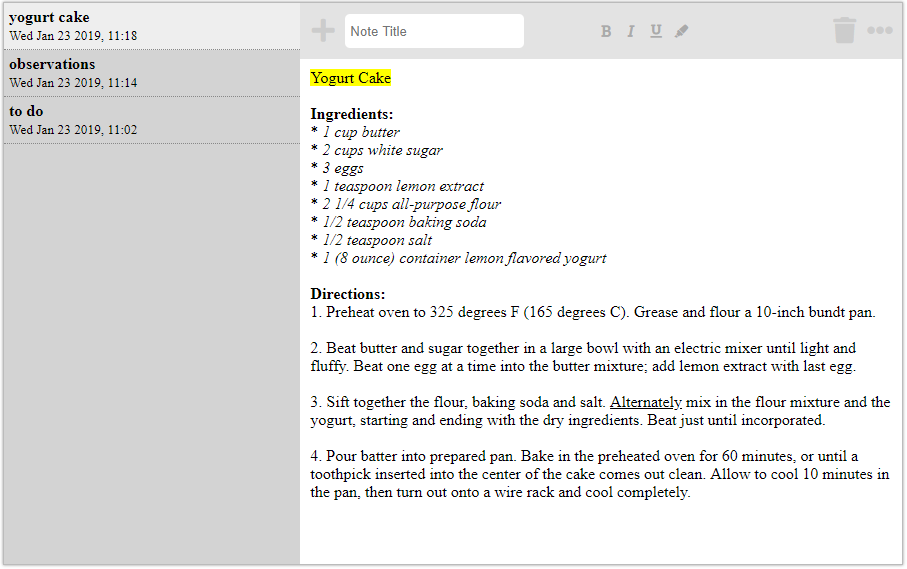 yogurt cake
Wed Jan 23 2019, 11:18
observations
Wed Jan 23 2019, 11:14
to do
Wed Jan 23 2019, 11:02
Note Title
B I U
Yogurt Cake
Ingredients:
* 1 cup butter
* 2 cups white sugar
* 3 eggs
* 1 teaspoon lemon extract
* 2 1/4 cups all-purpose flour
* 1/2 teaspoon baking soda
* 1/2 teaspoon salt
* 1 (8 ounce) container lemon flavored yogurt
Directions:
1. Preheat oven to 325 degrees F (165 degrees C). Grease and flour a 10-inch bundt pan.
2. Beat butter and sugar together in a large bowl with an electric mixer until light and
fluffy. Beat one egg at a time into the butter mixture; add lemon extract with last egg.
3. Sift together the flour, baking soda and salt. Alternately mix in the flour mixture and the
yogurt, starting and ending with the dry ingredients. Beat just until incorporated.
4. Pour batter into prepared pan. Bake in the preheated oven for 60 minutes, or until a
toothpick inserted into the center of the cake comes out clean. Allow to cool 10 minutes in
the pan, then turn out onto a wire rack and cool completely.